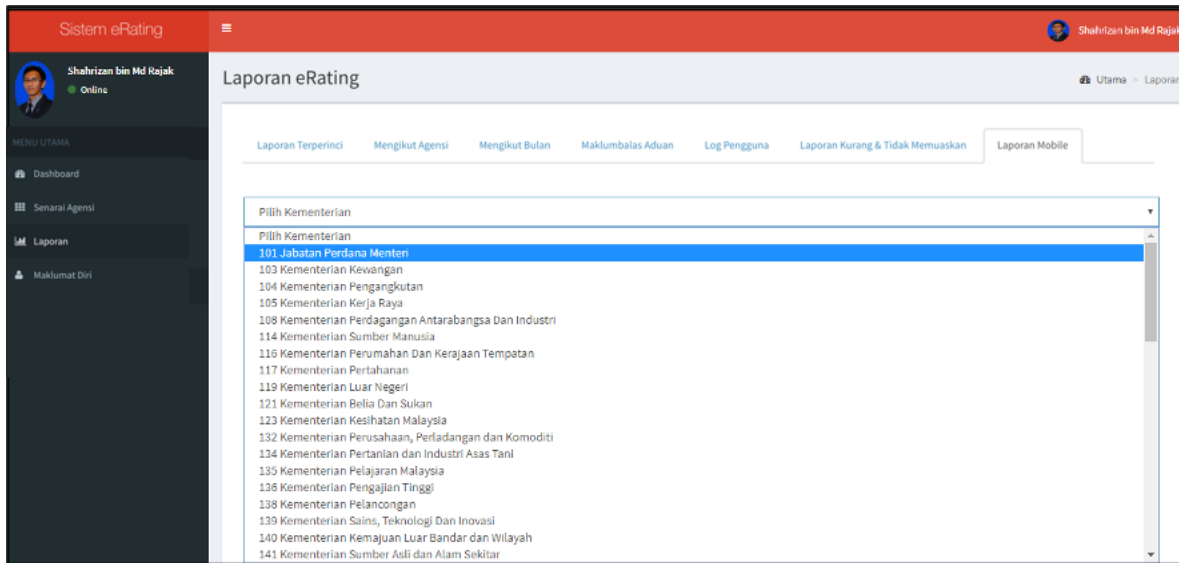 Sistem eRating
Shahrizan bin Md Rajak
Shahrizan bin Md Rajak
Online
Laporan eRating
Utama > Laporan
MENU UTAMA
Dashboard
Senarai Agensi
Laporan
Maklumat Diri
Laporan Terperinci
Mengikut Agensi
Mengikut Bulan
Maklumbalas Aduan
Log Pengguna
Laporan Kurang & Tidak Memuaskan
Laporan Mobile
Pilih Kementerian
Pilih Kementerian
101 Jabatan Perdana Menteri
103 Kementerian Kewangan
104 Kementerian Pengangkutan
105 Kementerian Kerja Raya
108 Kementerian Perdagangan Antarabangsa Dan Industri
114 Kementerian Sumber Manusia
116 Kementerian Perumahan Dan Kerajaan Tempatan
117 Kementerian Pertahanan
119 Kementerian Luar Negeri
121 Kementerian Belia Dan Sukan
123 Kementerian Kesihatan Malaysia
132 Kementerian Perusahaan, Perladangan dan Komoditi
134 Kementerian Pertanian dan Industri Asas Tani
135 Kementerian Pelajaran Malaysia
136 Kementerian Pengajian Tinggi
138 Kementerian Pelancongan
139 Kementerian Sains, Teknologi Dan Inovasi
140 Kementerian Kemajuan Luar Bandar dan Wilayah
141 Kementerian Sumber Asli dan Alam Sekitar